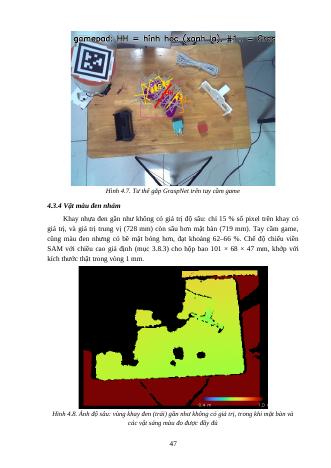 gamepad: HH = hình học (xanh lá), #1 = Gras
Hình 4.7. Tư thế gắp GraspNet trên tay cầm game
4.3.4 Vật màu đen nhám
Khay nhựa đen gần như không có giá trị độ sâu: chỉ 15 % số pixel trên khay có
giá trị, và giá trị trung vị (728 mm) còn sâu hơn mặt bàn (719 mm). Tay cầm game,
cũng màu đen nhưng có bề mặt bóng hơn, đạt khoảng 62–66 %. Chế độ chiếu viền
SAM với chiều cao giả định (mục 3.8.3) cho hộp bao 101 × 68 × 47 mm, khớp với
kích thước thật trong vòng 1 mm.
Hình 4.8. Ảnh độ sâu: vùng khay đen (trái) gần như không có giá trị, trong khi mặt bàn và
các vật sáng màu đo được đầy đủ
47